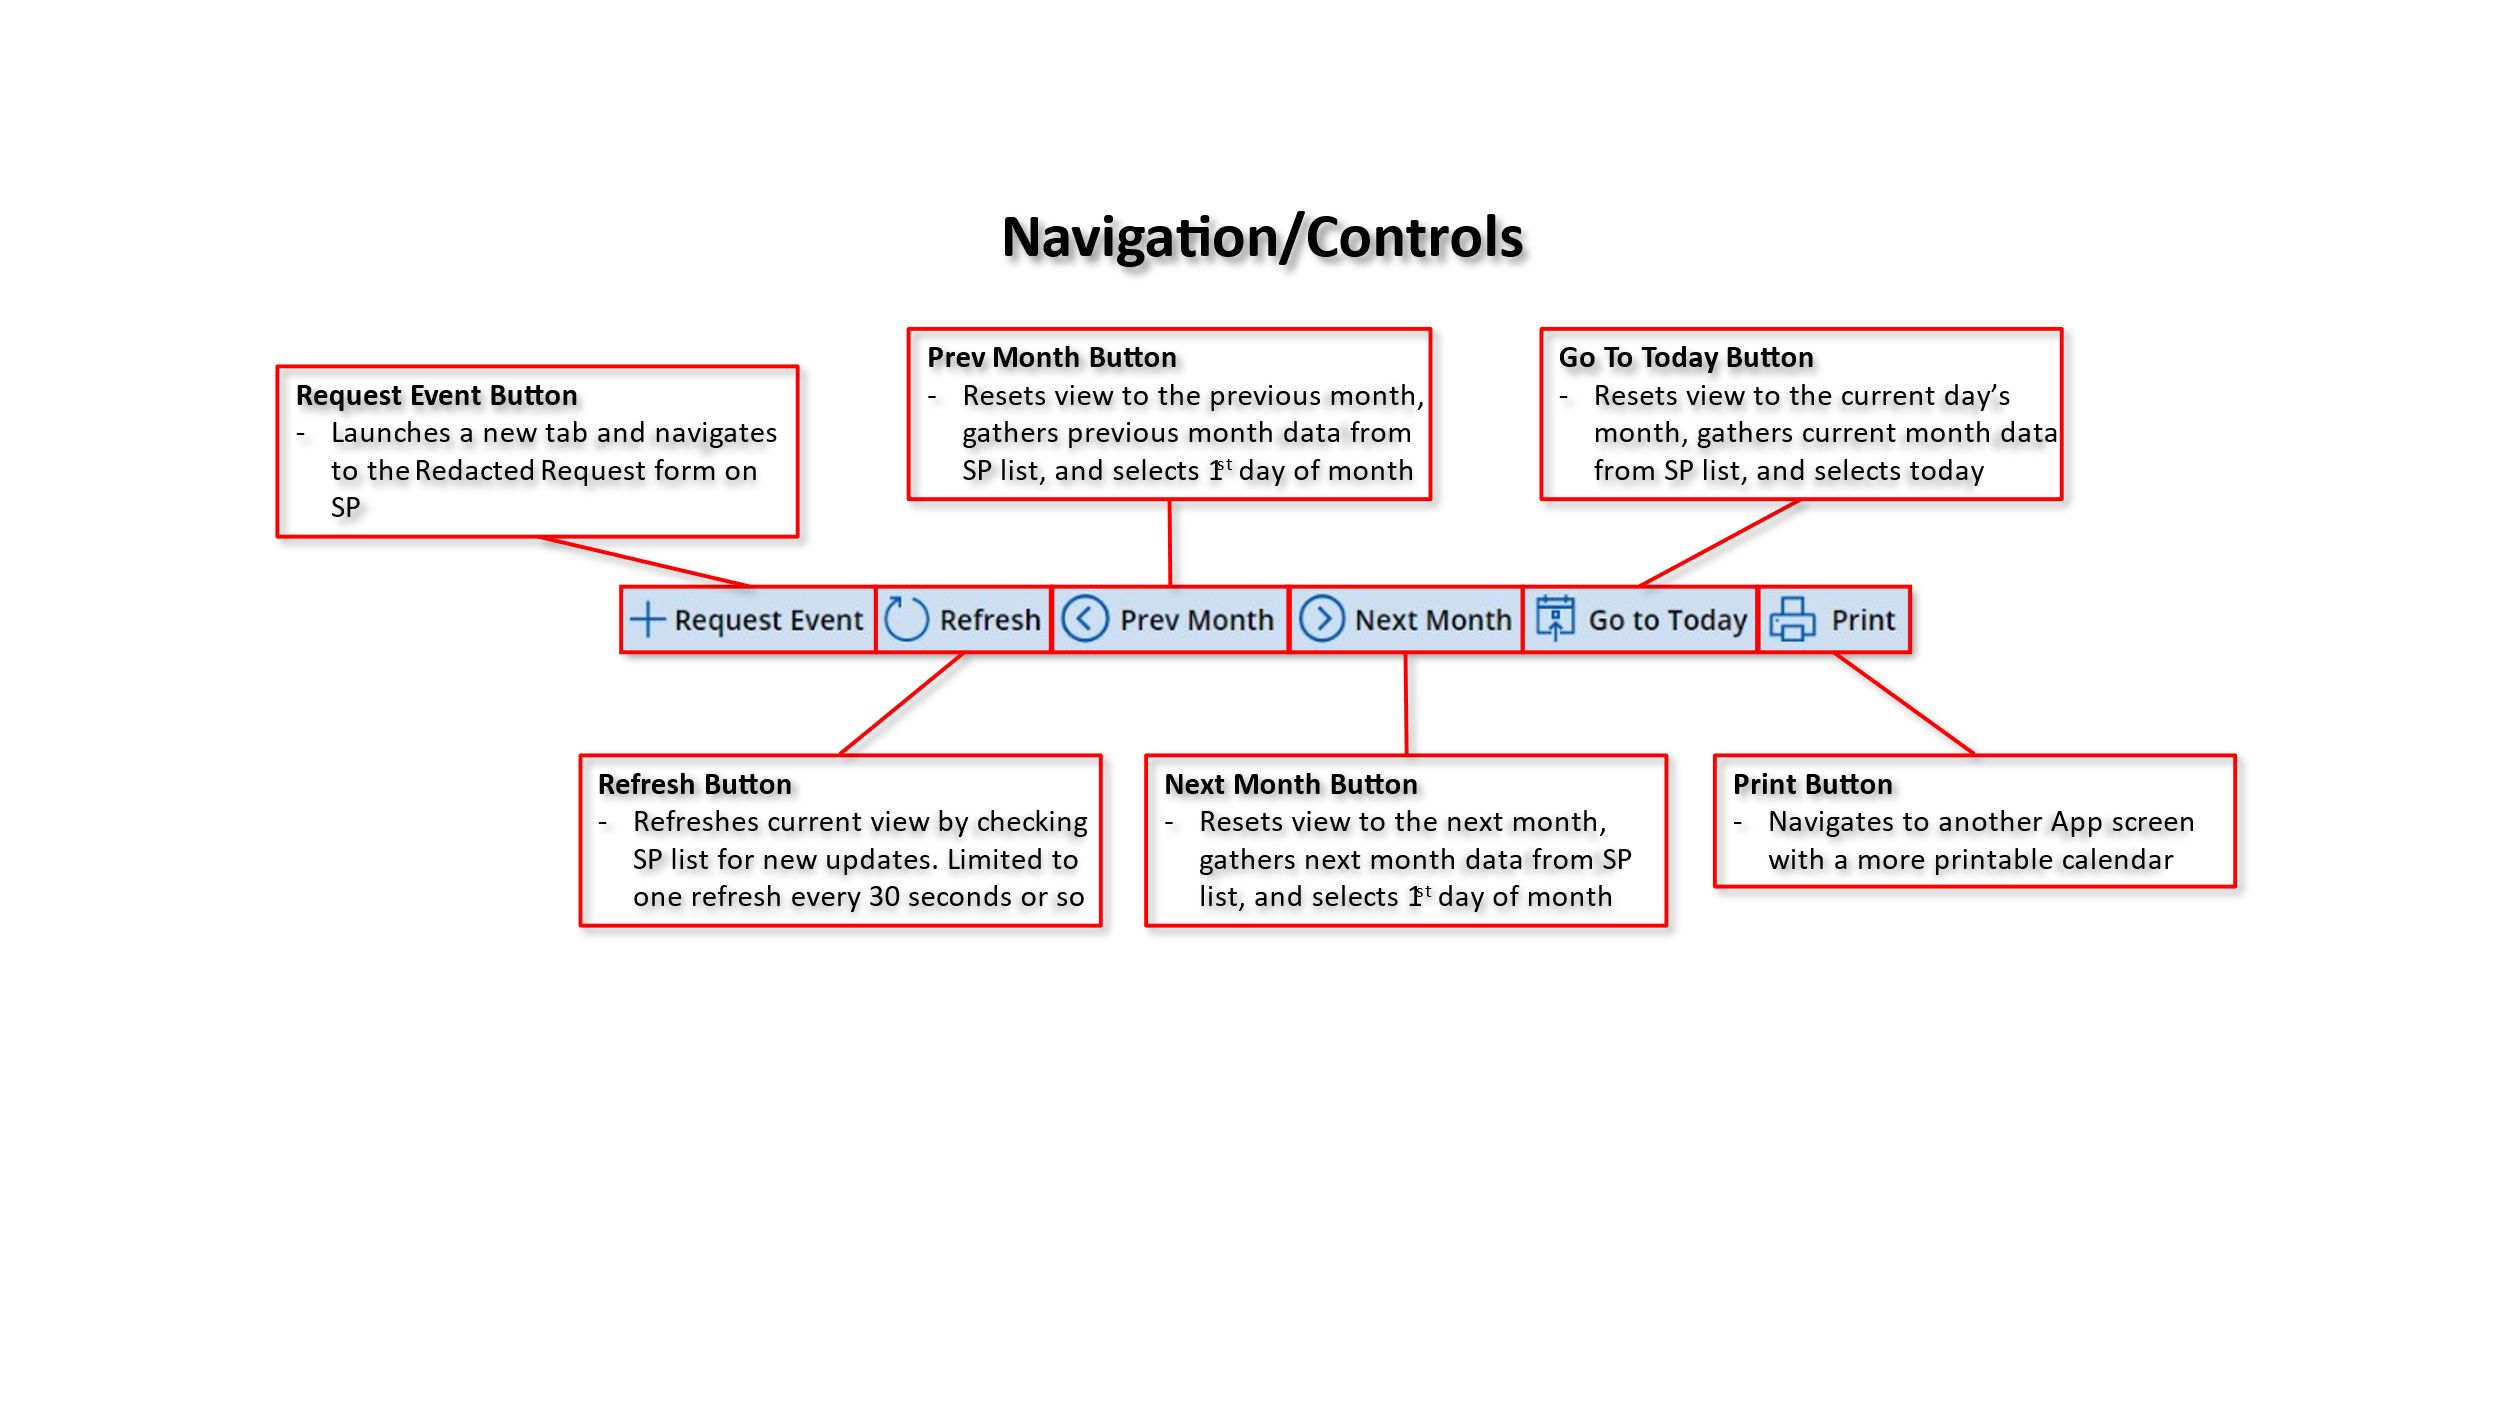 Navigation/Controls
Request Event Button
- Launches a new tab and navigates
to the Redacted Request form on
SP
Prev Month Button
- Resets view to the previous month,
gathers previous month data from
SP list, and selects 1st day of month
Go To Today Button
- Resets view to the current day’s
month, gathers current month data
from SP list, and selects today
Request Event Refresh Prev Month Next Month Go to Today Print
Refresh Button
- Refreshes current view by checking
SP list for new updates. Limited to
one refresh every 30 seconds or so
Next Month Button
- Resets view to the next month,
gathers next month data from SP
list, and selects 1st day of month
Print Button
- Navigates to another App screen
with a more printable calendar